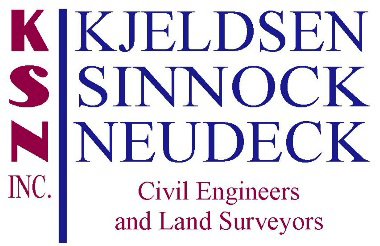 K KJELDSEN
S SINNOCK
N NEUDECK
INC.
Civil Engineers
and Land Surveyors